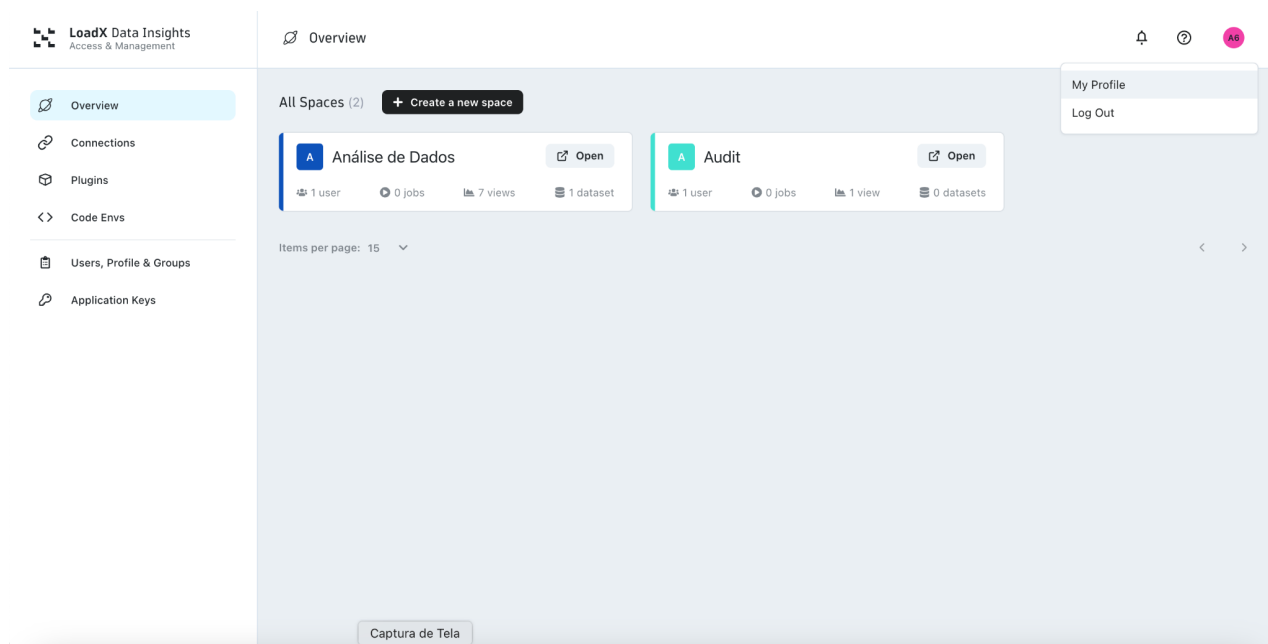 LoadX Data Insights
Access & Management
Overview
A6
My Profile
Log Out
Overview
Connections
Plugins
Code Envs
Users, Profile & Groups
Application Keys
All Spaces (2)
+ Create a new space
A Análise de Dados Open
1 user 0 jobs 7 views 1 dataset
A Audit Open
1 user 0 jobs 1 view 0 datasets
Items per page: 15
Captura de Tela